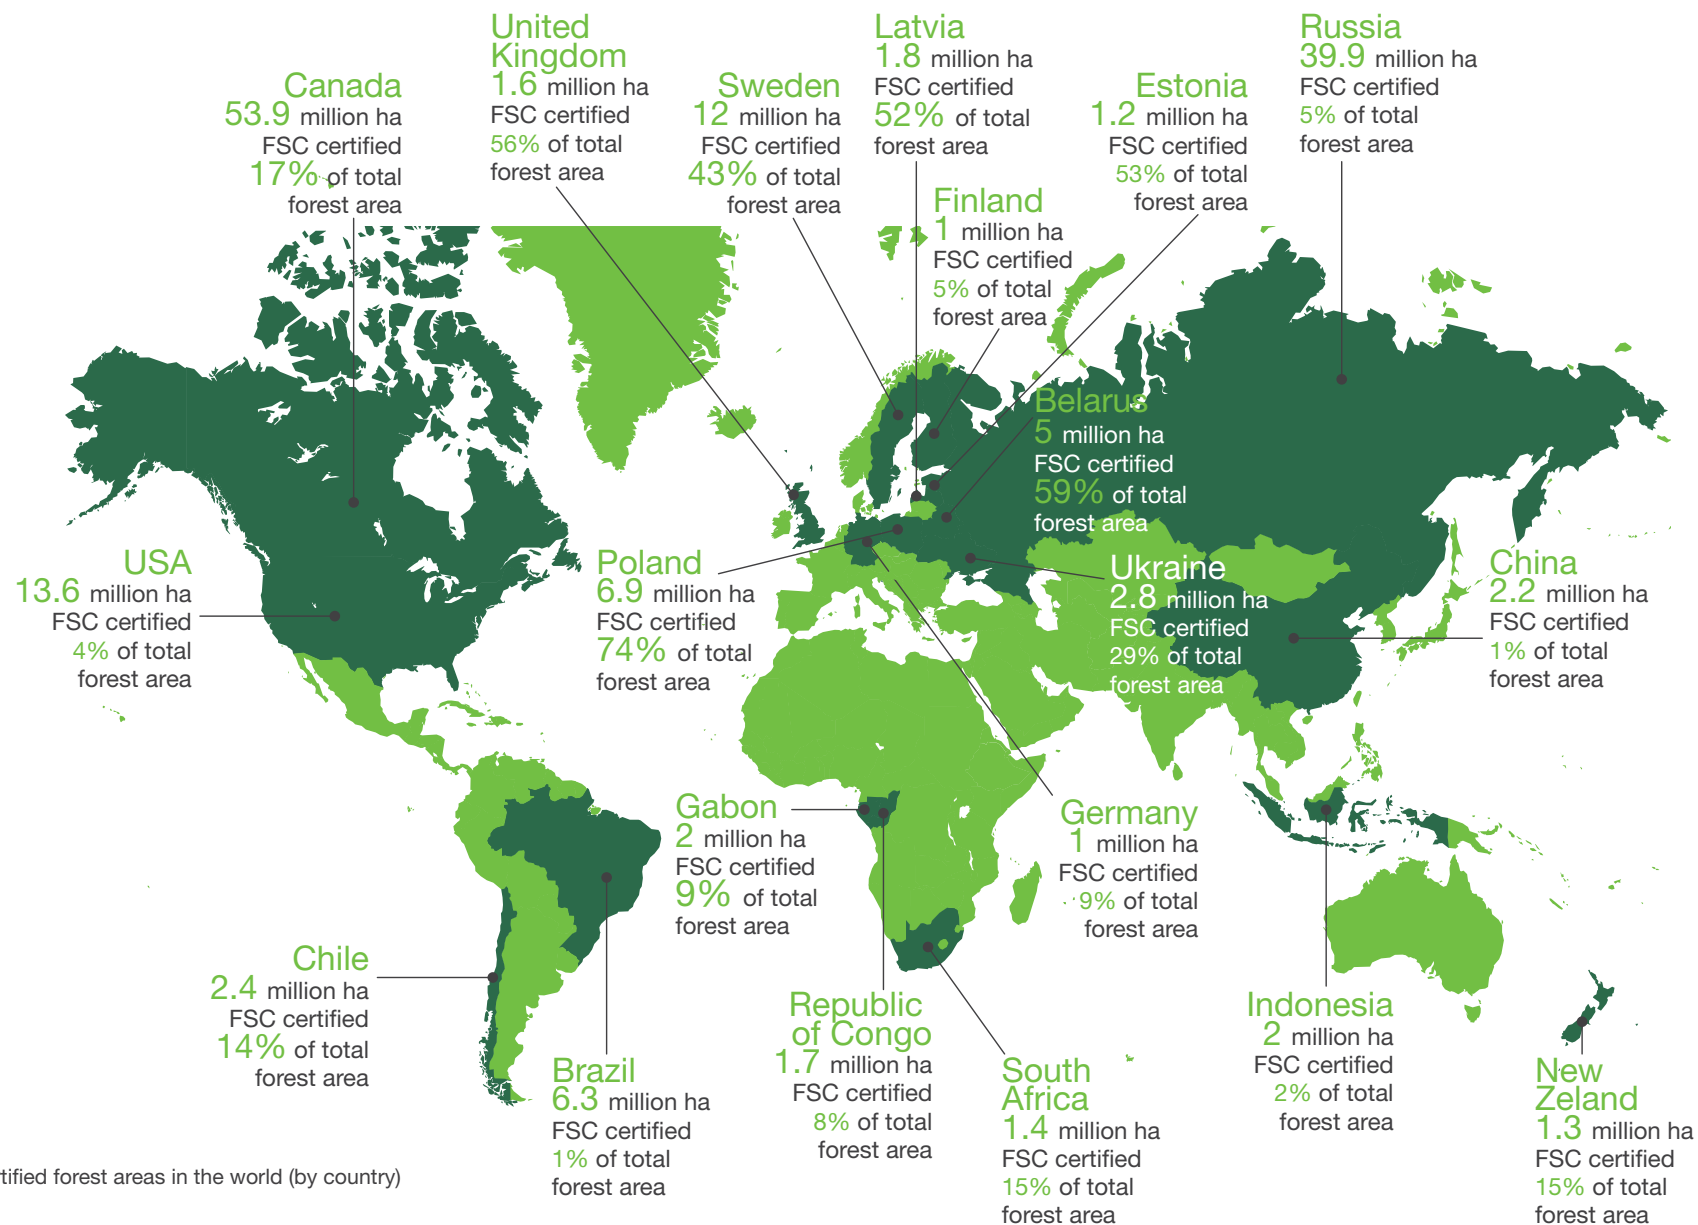 United
Kingdom
1.6 million ha
FSC certified
56% of total
forest area
Latvia
1.8 million ha
FSC certified
52% of total
forest area
Russia
39.9 million ha
FSC certified
5% of total
forest area
Canada
53.9 million ha
FSC certified
17% of total
forest area
Sweden
12 million ha
FSC certified
43% of total
forest area
Estonia
1.2 million ha
FSC certified
53% of total
forest area
Finland
1 million ha
FSC certified
5% of total
forest area
Belarus
5 million ha
FSC certified
59% of total
forest area
USA
13.6 million ha
FSC certified
4% of total
forest area
Poland
6.9 million ha
FSC certified
74% of total
forest area
Ukraine
2.8 million ha
FSC certified
29% of total
forest area
China
2.2 million ha
FSC certified
1% of total
forest area
Gabon
2 million ha
FSC certified
9% of total
forest area
Germany
1 million ha
FSC certified
9% of total
forest area
Chile
2.4 million ha
FSC certified
14% of total
forest area
Brazil
6.3 million ha
FSC certified
1% of total
forest area
Republic
of Congo
1.7 million ha
FSC certified
8% of total
forest area
South
Africa
1.4 million ha
FSC certified
15% of total
forest area
Indonesia
2 million ha
FSC certified
2% of total
forest area
New
Zeland
1.3 million ha
FSC certified
15% of total
forest area
tified forest areas in the world (by country)